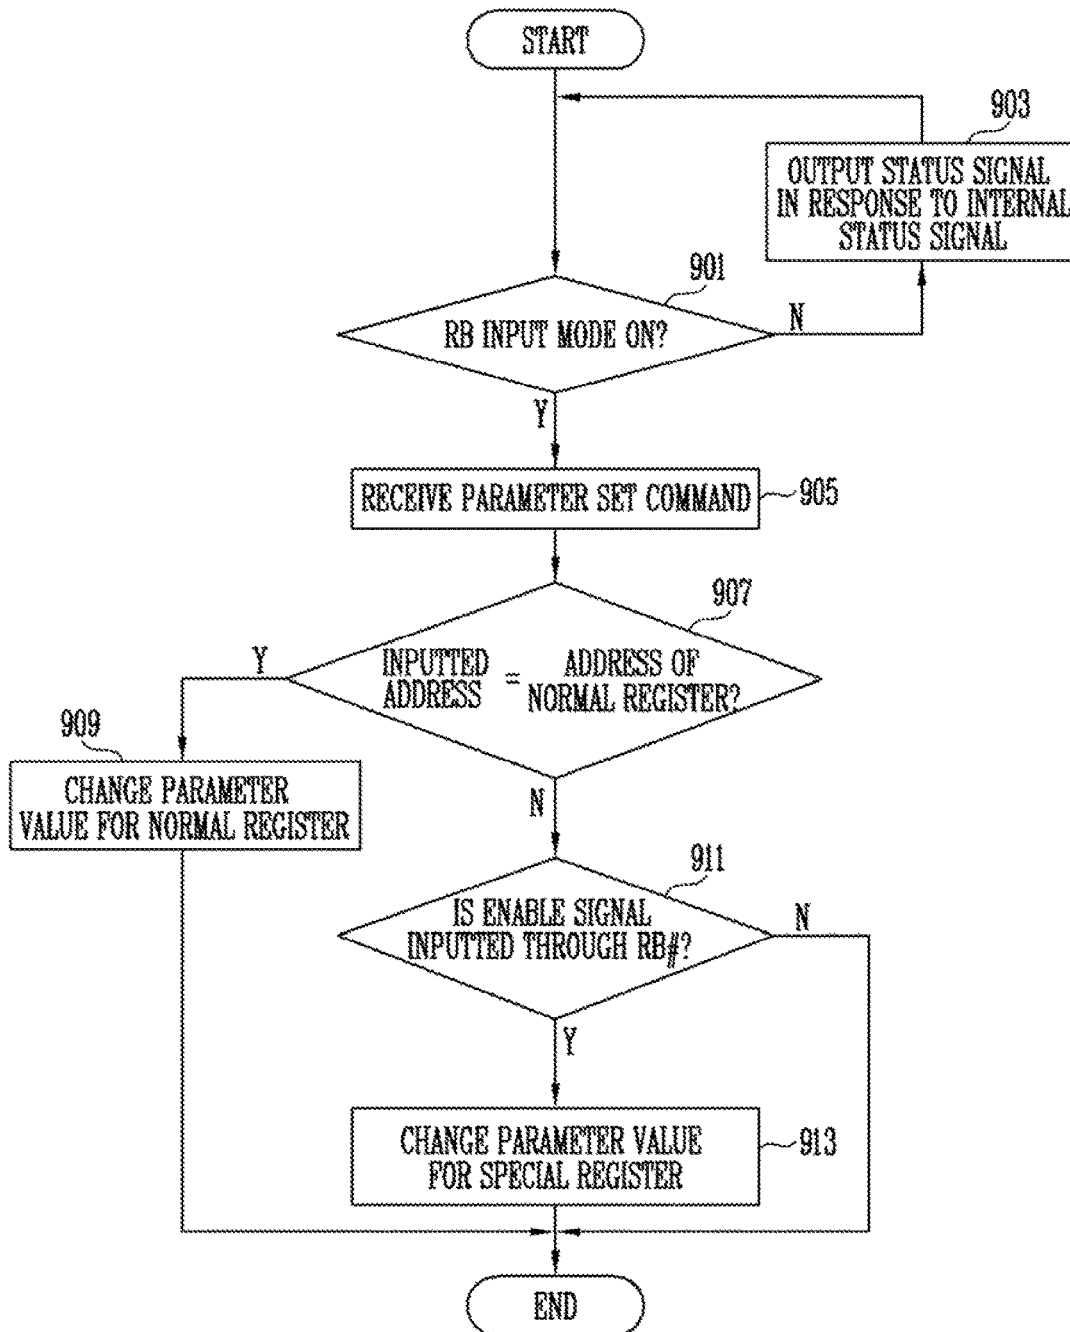 START
903
OUTPUT STATUS SIGNAL
IN RESPONSE TO INTERNAL
STATUS SIGNAL
901
RB INPUT MODE ON?
N
Y
RECEIVE PARAMETER SET COMMAND
905
907
INPUTTED
ADDRESS
=
ADDRESS OF
NORMAL REGISTER?
Y
909
CHANGE PARAMETER
VALUE FOR NORMAL REGISTER
N
911
IS ENABLE SIGNAL
INPUTTED THROUGH RB#?
N
Y
CHANGE PARAMETER VALUE
FOR SPECIAL REGISTER
913
END